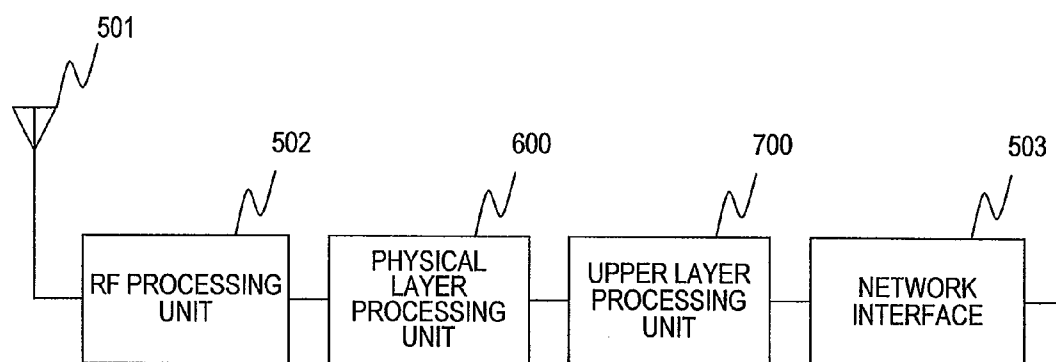 501
502
600
700
503
RF PROCESSING
UNIT
PHYSICAL
LAYER
PROCESSING
UNIT
UPPER LAYER
PROCESSING
UNIT
NETWORK
INTERFACE